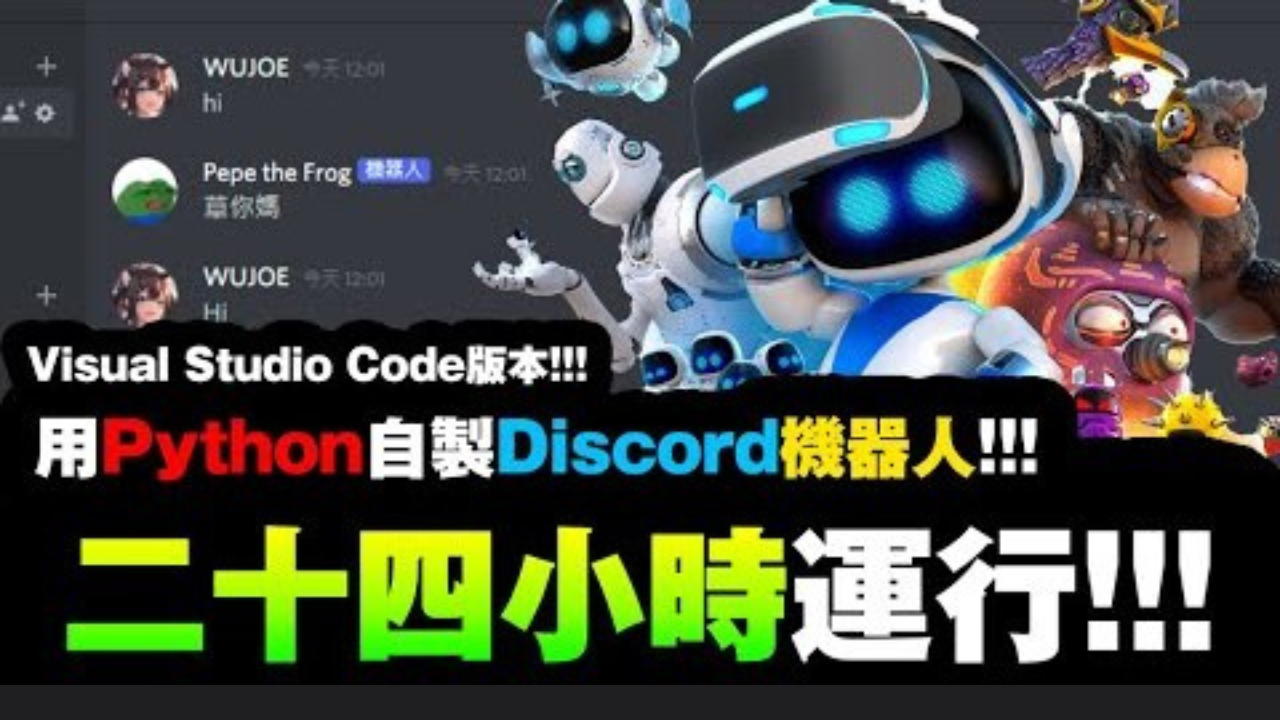 WUJOE 今天 12:01
hi
Pepe the Frog 機器人 今天 12:01
草你媽
WUJOE 今天 12:01
Hi
Visual Studio Code版本!!!
用Python自製Discord機器人!!!
二十四小時運行!!!